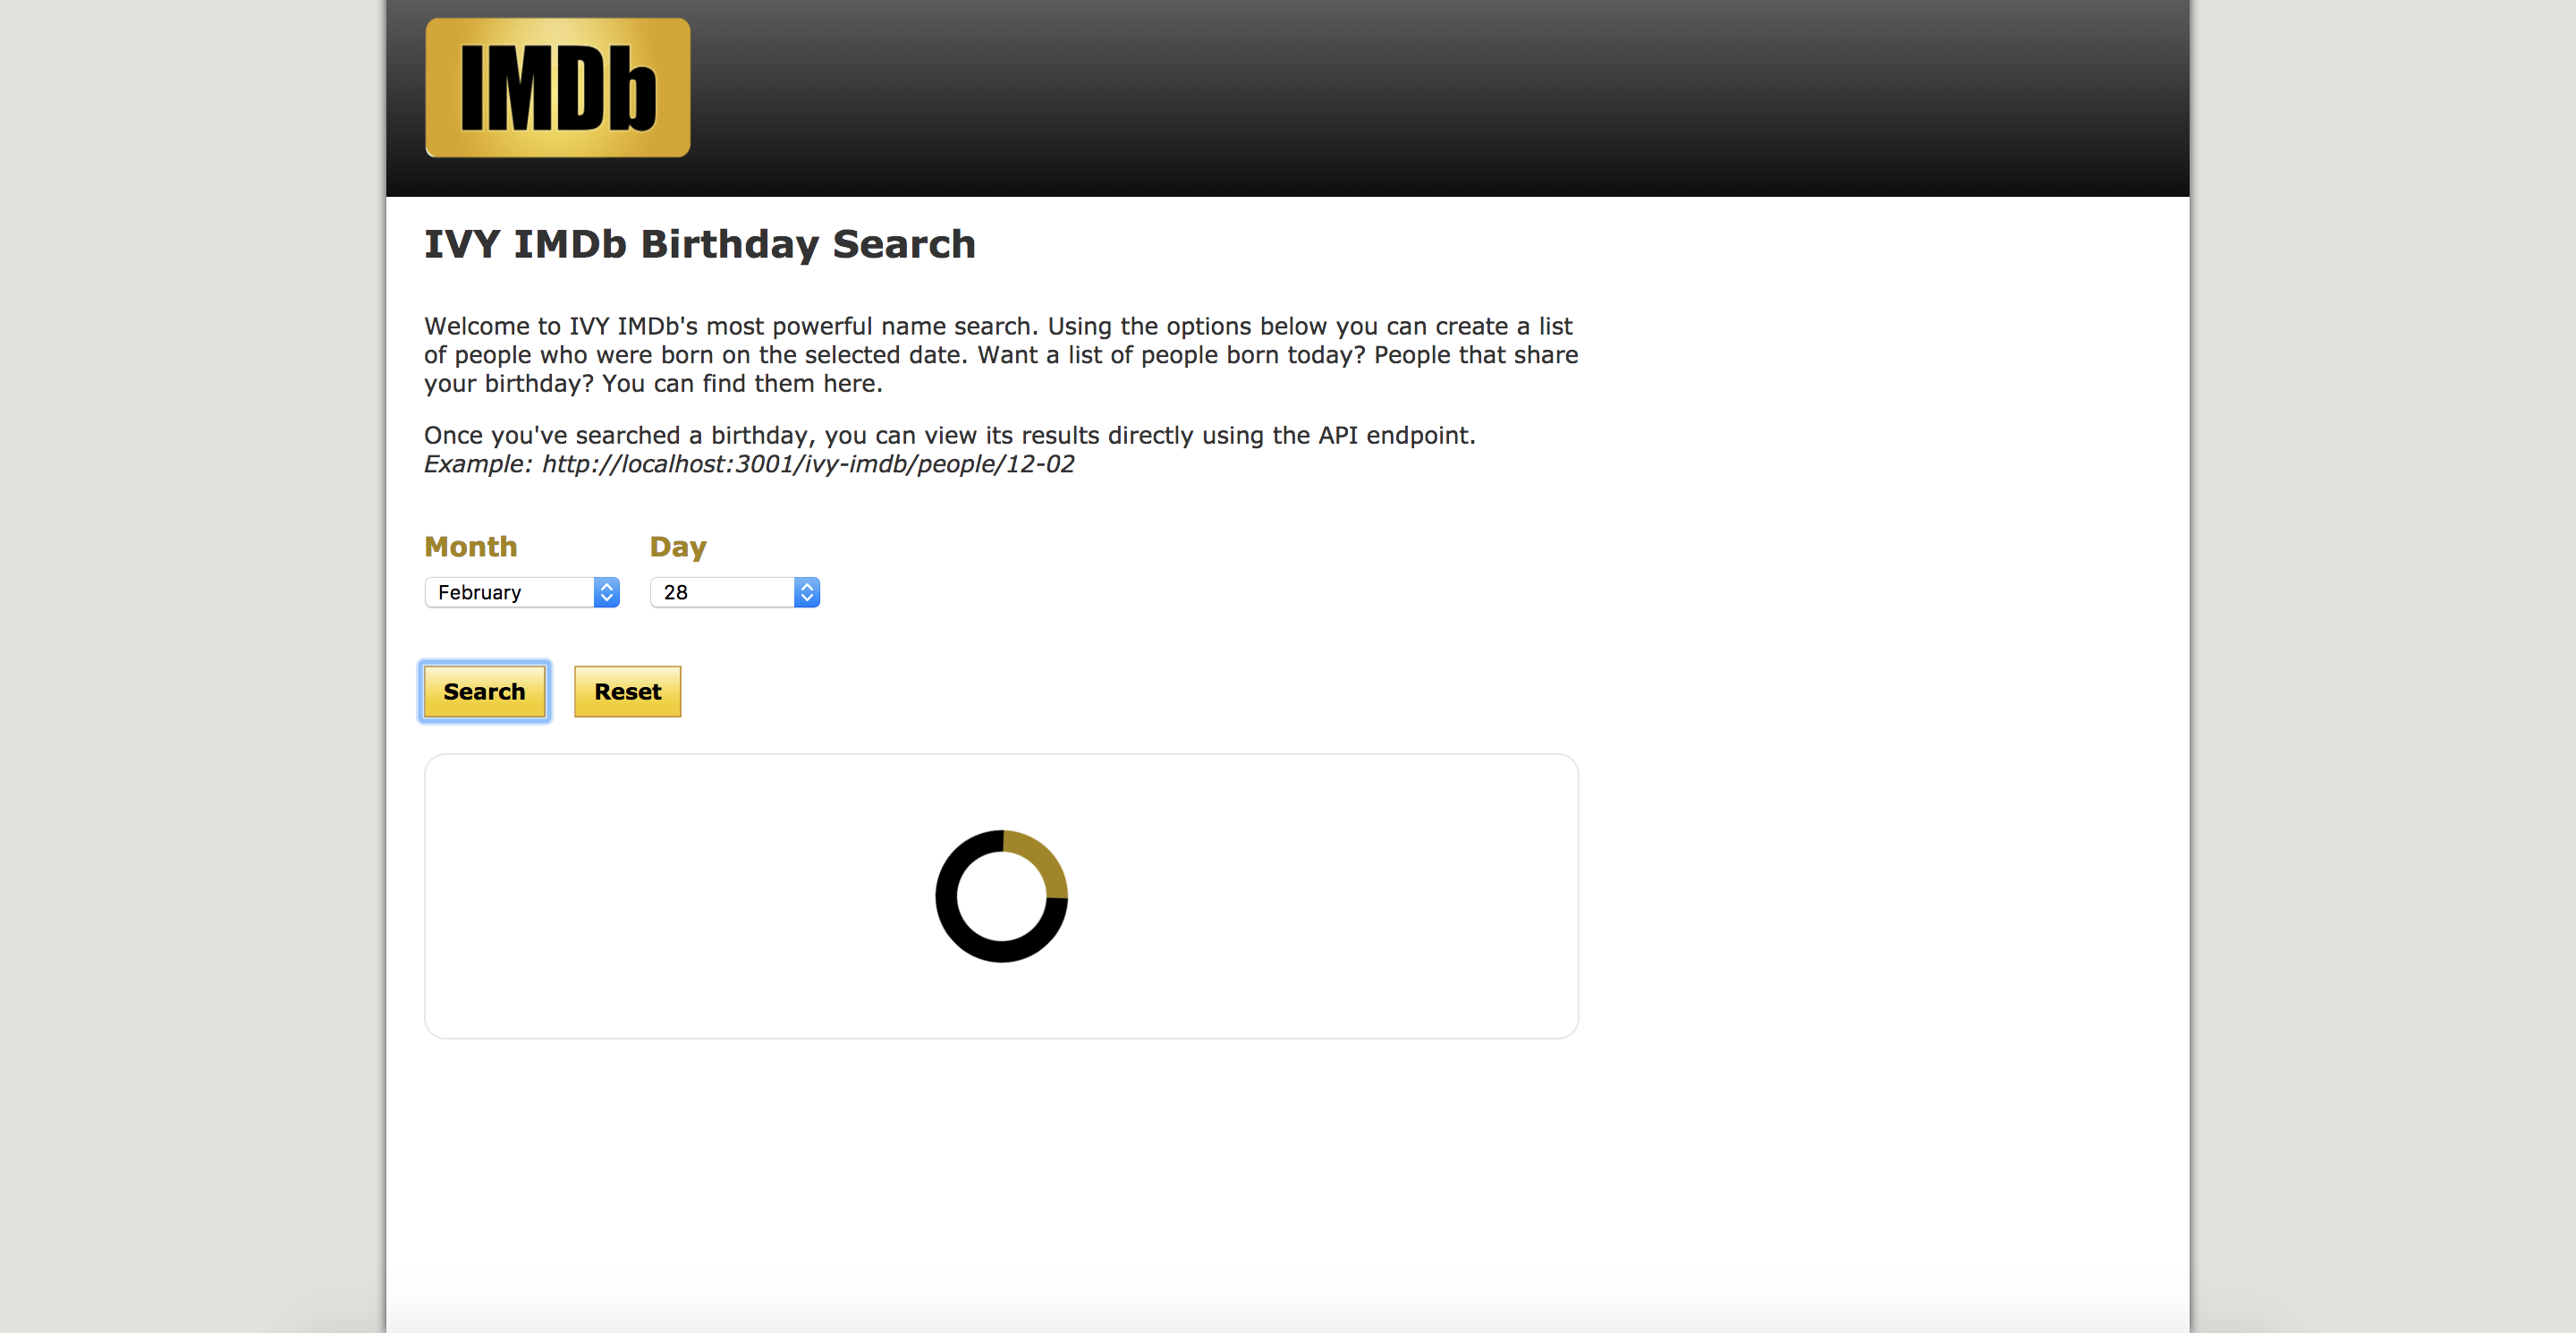 IMDb
IVY IMDb Birthday Search
Welcome to IVY IMDb's most powerful name search. Using the options below you can create a list
of people who were born on the selected date. Want a list of people born today? People that share
your birthday? You can find them here.
Once you've searched a birthday, you can view its results directly using the API endpoint.
Example: http://localhost:3001/ivy-imdb/people/12-02
Month Day
February 28
Search Reset